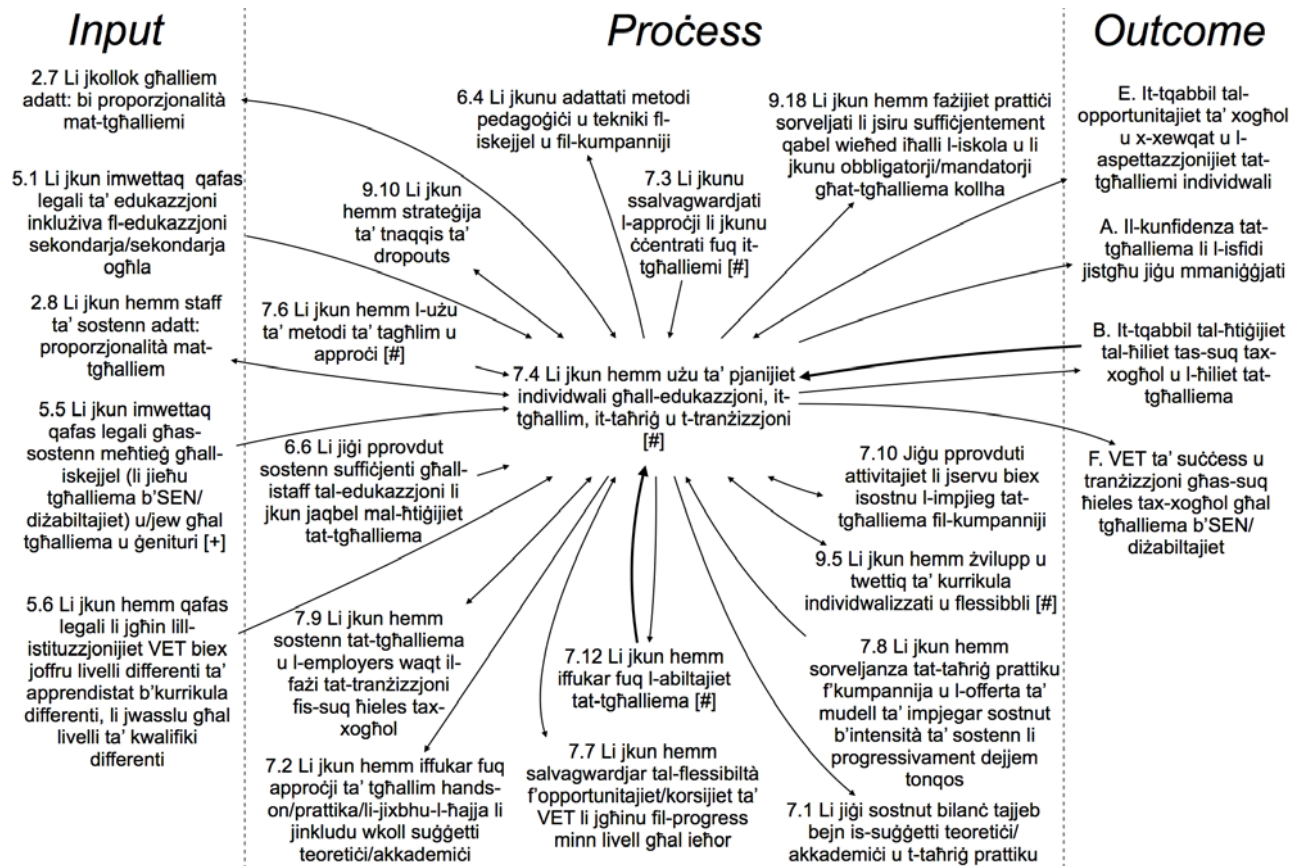 Input
Proċess
Outcome
2.7 Li jkollok għalliem
adatt: bi proporzjonalità
mat-tgħalliemi
5.1 Li jkun imwettaq qafas
legali ta’ edukazzjoni
inklużiva fl-edukazzjoni
sekondarja/sekondarja
ogħla
2.8 Li jkun hemm staff
ta’ sostenn adatt:
proporzjonalità mat-
tgħalliem
5.5 Li jkun imwettaq
qafas legali għas-
sostenn meħtieġ għall-
iskejjel (li jieħu
tgħalliema b’SEN/
diżabiltajiet) u/jew għal
tgħalliema u ġenituri [+]
5.6 Li jkun hemm qafas
legali li jgħin lill-
istituzzjonijiet VET biex
joffru livelli differenti ta’
apprendistat b’kurrikula
differenti, li jwasslu għal
livelli ta’ kwalifiki
differenti
6.4 Li jkunu adattati metodi
pedagoġiċi u tekniki fl-
iskejjel u fil-kumpanniji
9.18 Li jkun hemm fażijiet prattiċi
sorveljati li jsiru suffiċjentement
qabel wieħed iħalli l-iskola u li
jkunu obbligatorji/mandatorji
għat-tgħalliema kollha
9.10 Li jkun
hemm strateġija
ta’ tnaqqis ta’
dropouts
7.3 Li jkunu
ssalvagwardjati
l-approċji li jkunu
ċċentrati fuq it-
tgħalliemi [#]
7.6 Li jkun hemm l-użu
ta’ metodi ta’ tagħlim u
approċi [#]
7.4 Li jkun hemm użu ta’ pjanijiet
individwali għall-edukazzjoni, it-
tgħallim, it-taħriġ u t-tranżizzjoni
[#]
6.6 Li jiġi pprovdut
sostenn suffiċjenti għall-
istaff tal-edukazzjoni li
jkun jaqbel mal-ħtiġijiet
tat-tgħalliema
7.10 Jiġu pprovduti
attivitajiet li jservu biex
isostnu l-impjieg tat-
tgħalliema fil-kumpanniji
9.5 Li jkun hemm żvilupp u
twettiq ta’ kurrikula
individwalizzati u flessibbli [#]
7.9 Li jkun hemm
sostenn tat-tgħalliema
u l-employers waqt il-
fażi tat-tranżizzjoni
fis-suq ħieles tax-
xogħol
7.12 Li jkun hemm
iffukar fuq l-abiltajiet
tat-tgħalliema [#]
7.8 Li jkun hemm
sorveljanza tat-taħriġ prattiku
f’kumpannija u l-offerta ta’
mudell ta’ impjegar sostnut
b’intensità ta’ sostenn li
progressivament dejjem
tonqos
7.2 Li jkun hemm iffukar fuq
approċji ta’ tgħallim hands-
on/prattika/li-jixbhu-l-ħajja li
jinkludu wkoll suġġetti
teoretiċi/akkademiċi
7.7 Li jkun hemm
salvagwardjar tal-flessibiltà
f’opportunitajiet/korsijiet ta’
VET li jgħinu fil-progress
minn livell għal ieħor
7.1 Li jiġi sostnut bilanċ tajjeb
bejn is-suġġetti teoretiċi/
akkademiċi u t-taħriġ prattiku
E. It-tqabbil tal-
opportunitajiet ta’ xogħol
u x-xewqat u l-
aspettazzjonijiet tat-
tgħalliemi individwali
A. Il-kunfidenza tat-
tgħalliema li l-isfidi
jistgħu jiġu mmaniġġjati
B. It-tqabbil tal-ħtiġijiet
tal-ħiliet tas-suq tax-
xogħol u l-ħiliet tat-
tgħalliema
F. VET ta’ suċċess u
tranżizzjoni għas-suq
ħieles tax-xogħol għal
tgħalliema b’SEN/
diżabiltajiet